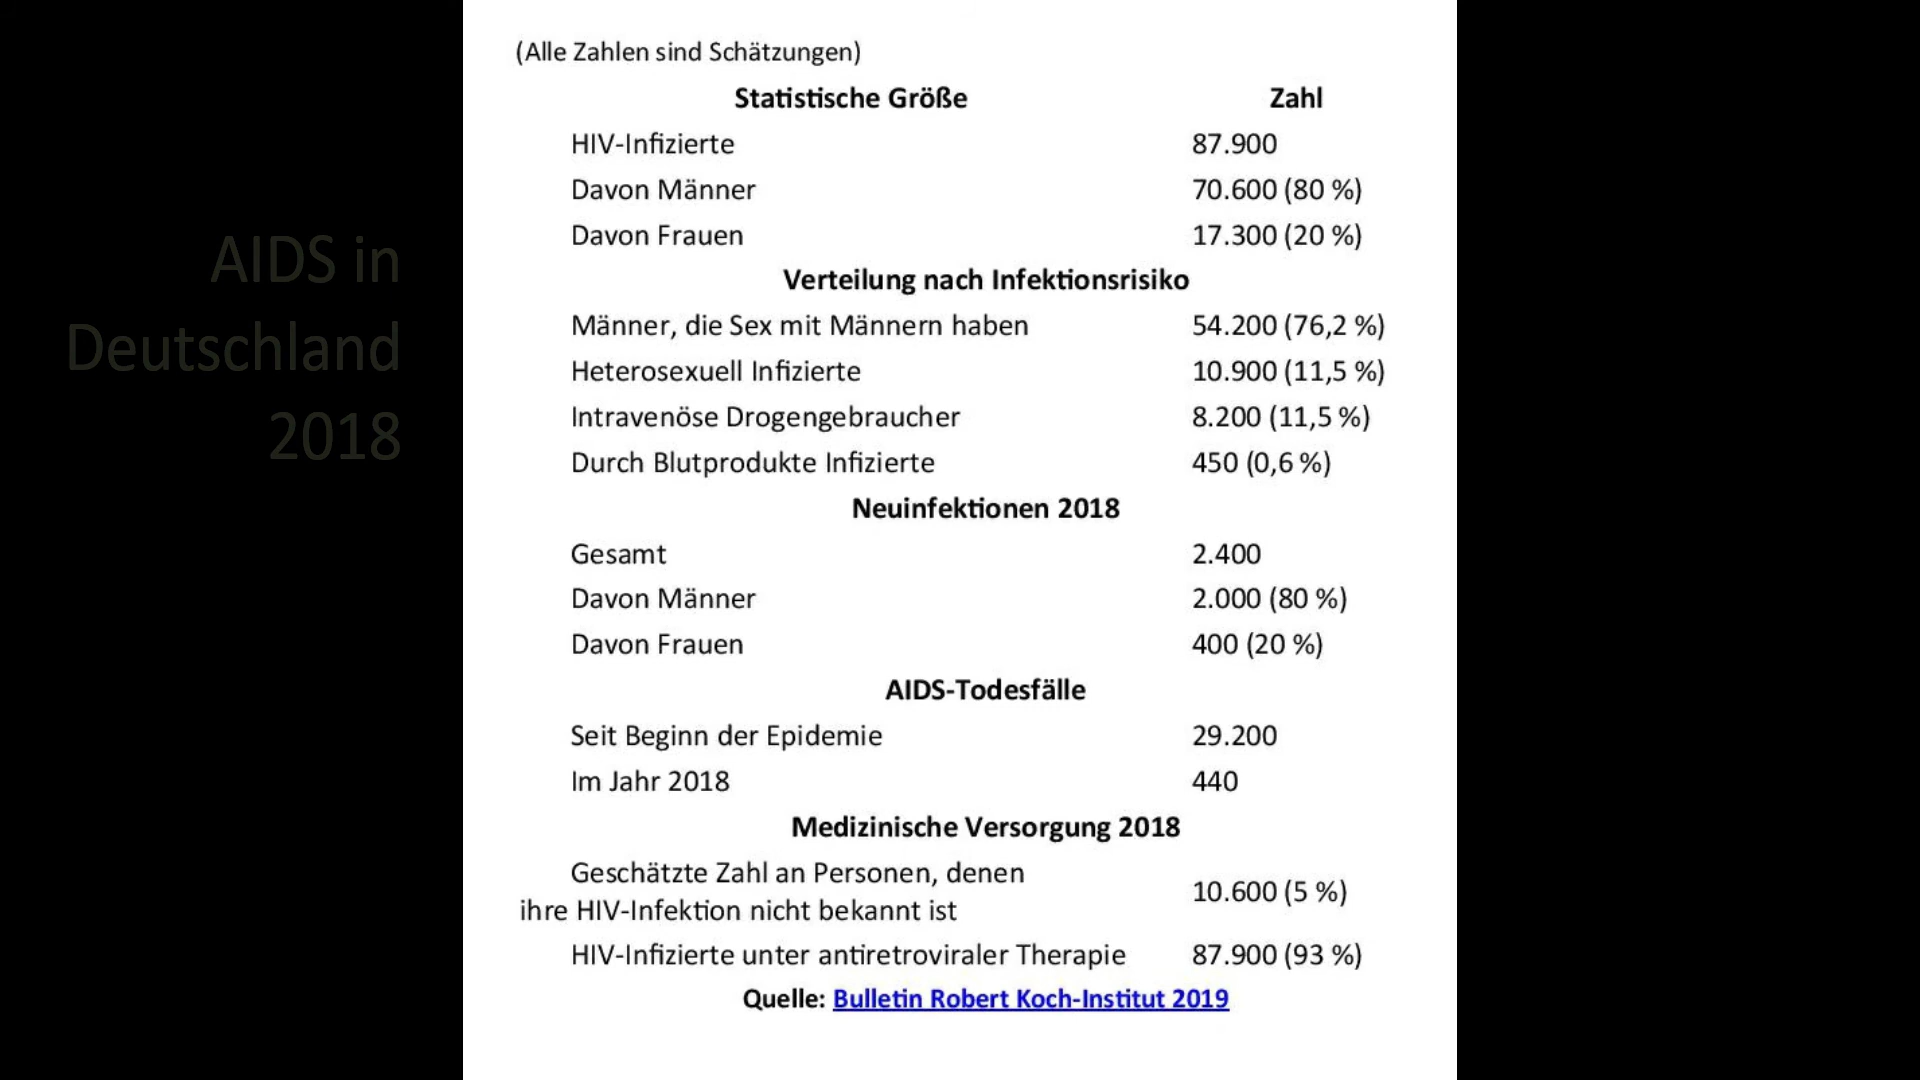 AIDS in
Deutschland
2018
(Alle Zahlen sind Schätzungen)
Statistische Größe Zahl
HIV-Infizierte 87.900
Davon Männer 70.600 (80 %)
Davon Frauen 17.300 (20 %)
Verteilung nach Infektionsrisiko
Männer, die Sex mit Männern haben 54.200 (76,2 %)
Heterosexuell Infizierte 10.900 (11,5 %)
Intravenöse Drogengebraucher 8.200 (11,5 %)
Durch Blutprodukte Infizierte 450 (0,6 %)
Neuinfektionen 2018
Gesamt 2.400
Davon Männer 2.000 (80 %)
Davon Frauen 400 (20 %)
AIDS-Todesfälle
Seit Beginn der Epidemie 29.200
Im Jahr 2018 440
Medizinische Versorgung 2018
Geschätzte Zahl an Personen, denen
ihre HIV-Infektion nicht bekannt ist 10.600 (5 %)
HIV-Infizierte unter antiretroviraler Therapie 87.900 (93 %)
Quelle: Bulletin Robert Koch-Institut 2019